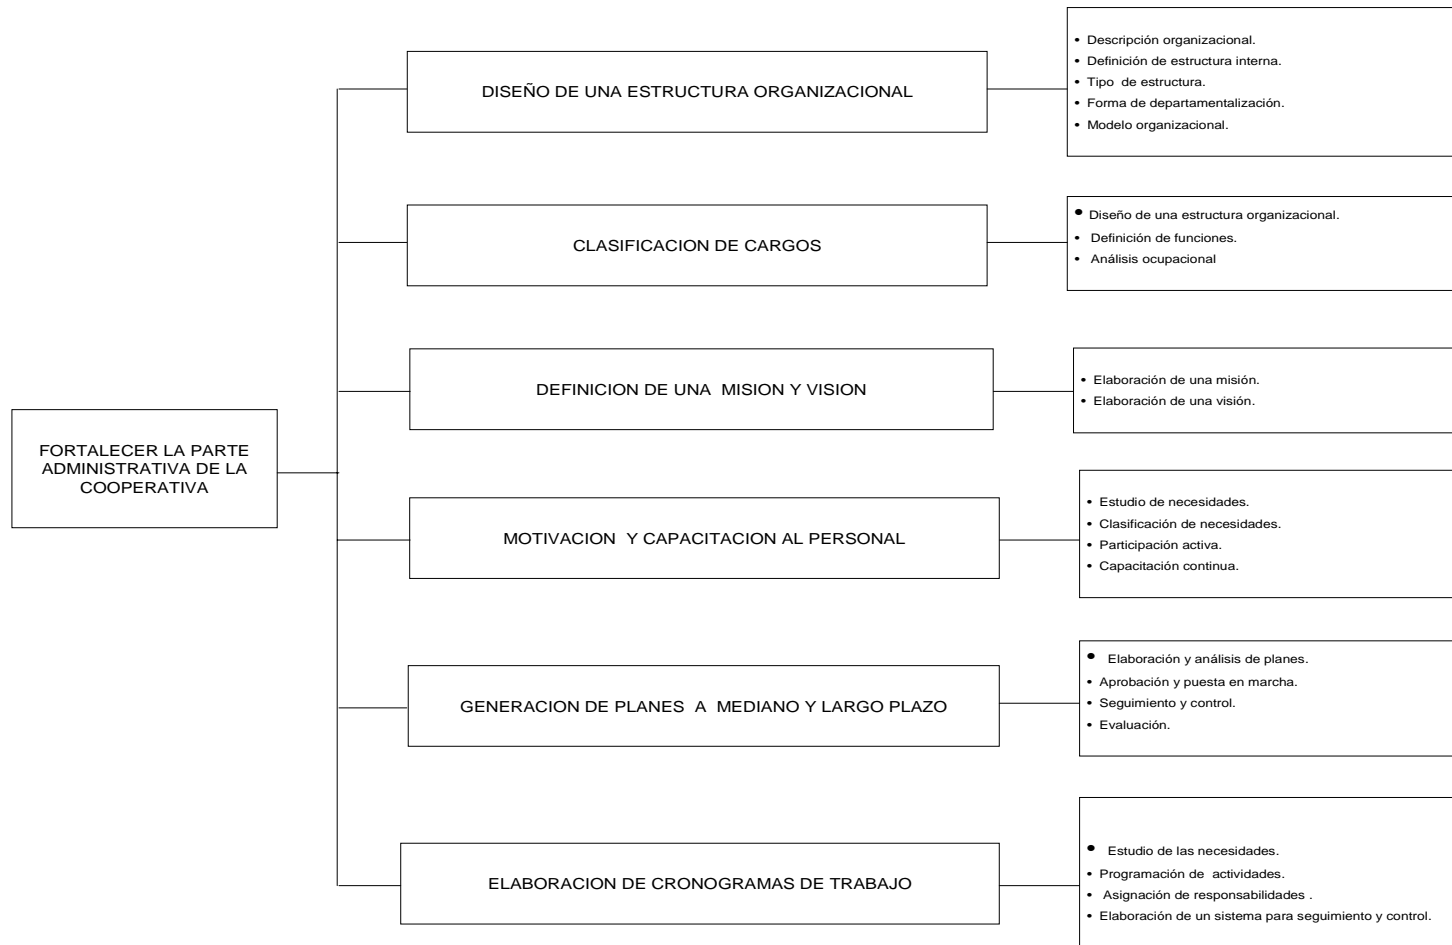 • Descripción organizacional.
• Definición de estructura interna.
• Tipo de estructura.
• Forma de departamentalización.
• Modelo organizacional.
DISEÑO DE UNA ESTRUCTURA ORGANIZACIONAL
• Diseño de una estructura organizacional.
• Definición de funciones.
• Análisis ocupacional
CLASIFICACION DE CARGOS
• Elaboración de una misión.
• Elaboración de una visión.
DEFINICION DE UNA MISION Y VISION
FORTALECER LA PARTE
ADMINISTRATIVA DE LA
COOPERATIVA
• Estudio de necesidades.
• Clasificación de necesidades.
• Participación activa.
• Capacitación continua.
MOTIVACION Y CAPACITACION AL PERSONAL
• Elaboración y análisis de planes.
• Aprobación y puesta en marcha.
• Seguimiento y control.
• Evaluación.
GENERACION DE PLANES A MEDIANO Y LARGO PLAZO
• Estudio de las necesidades.
• Programación de actividades.
• Asignación de responsabilidades .
• Elaboración de un sistema para seguimiento y control.
ELABORACION DE CRONOGRAMAS DE TRABAJO